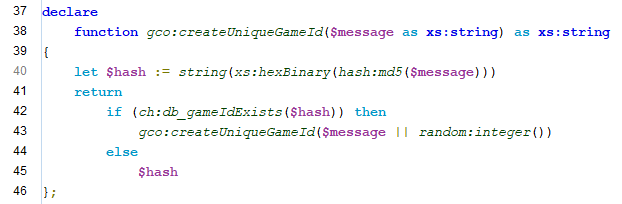 37 declare
38     function gco:createUniqueGameId($message as xs:string) as xs:string
39 {
40     let $hash := string(xs:hexBinary(hash:md5($message)))
41     return
42         if (ch:db_gameIdExists($hash)) then
43             gco:createUniqueGameId($message || random:integer())
44         else
45             $hash
46 };